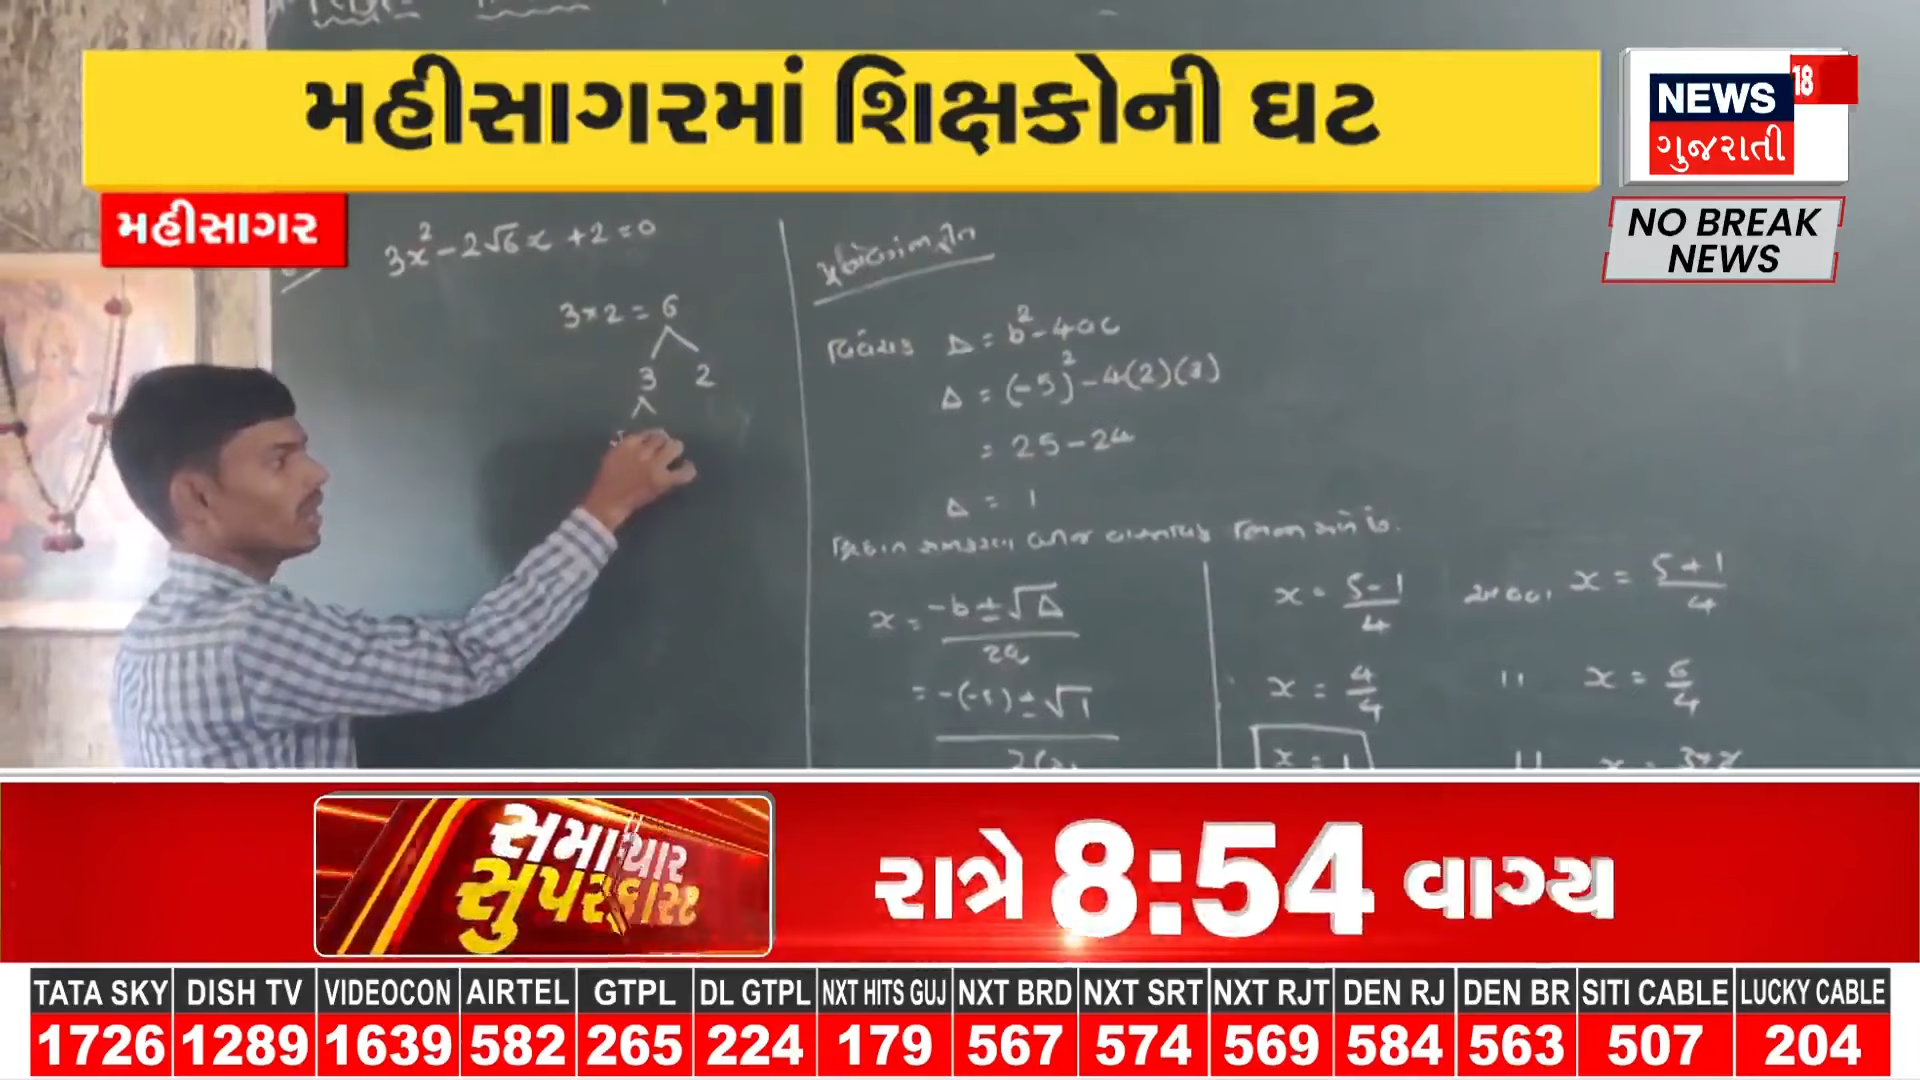 મહીસાગરમાં શિક્ષકોની ઘટ
NEWS 18
ગુજરાતી
NO BREAK
NEWS
મહીસાગર
3x² - 2√6x + 2 = 0
3 × 2 = 6
3 2
Δ = b² - 4ac
Δ = (-5)² - 4(2)(3)
= 25 - 24
Δ = 1
x = -b ± √Δ / 2a
= -(-5) ± √1
x = 5-1 / 4 અથવા x = 5+1 / 4
x = 4/4 '' x = 6/4
x = 1 ''
સમાચાર
સુપરફાસ્ટ
રાત્રે 8:54 વાગ્ય
TATA SKY DISH TV VIDEOCON AIRTEL GTPL DL GTPL NXT HITS GUJ NXT BRD NXT SRT NXT RJT DEN RJ DEN BR SITI CABLE LUCKY CABLE
1726 1289 1639 582 265 224 179 567 574 569 584 563 507 204